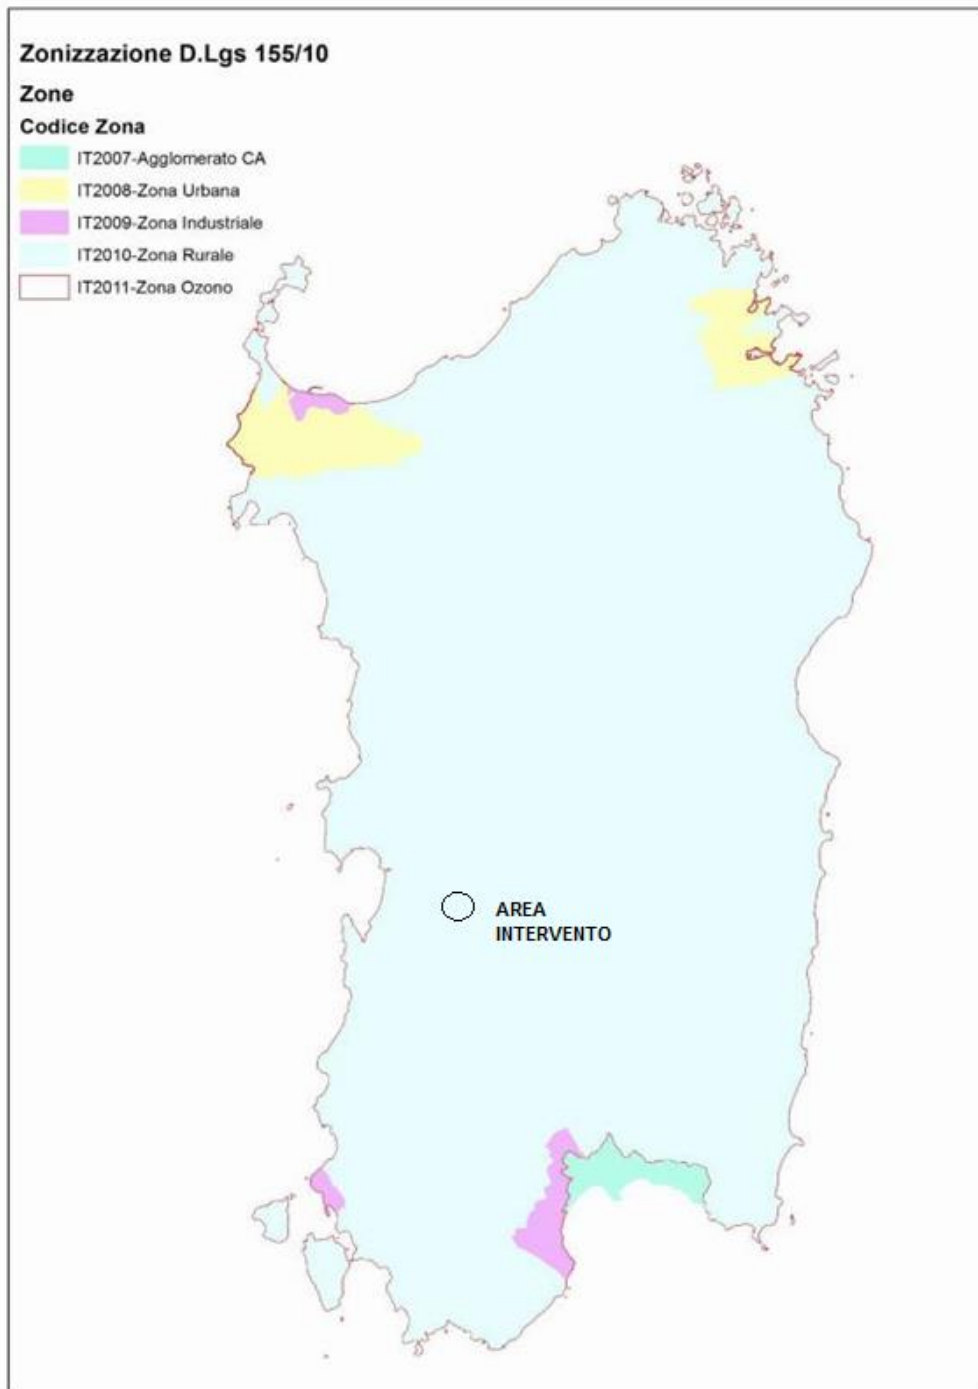 Zonizzazione D.Lgs 155/10
Zone
Codice Zona
IT2007-Agglomerato CA
IT2008-Zona Urbana
IT2009-Zona Industriale
IT2010-Zona Rurale
IT2011-Zona Ozono
AREA
INTERVENTO